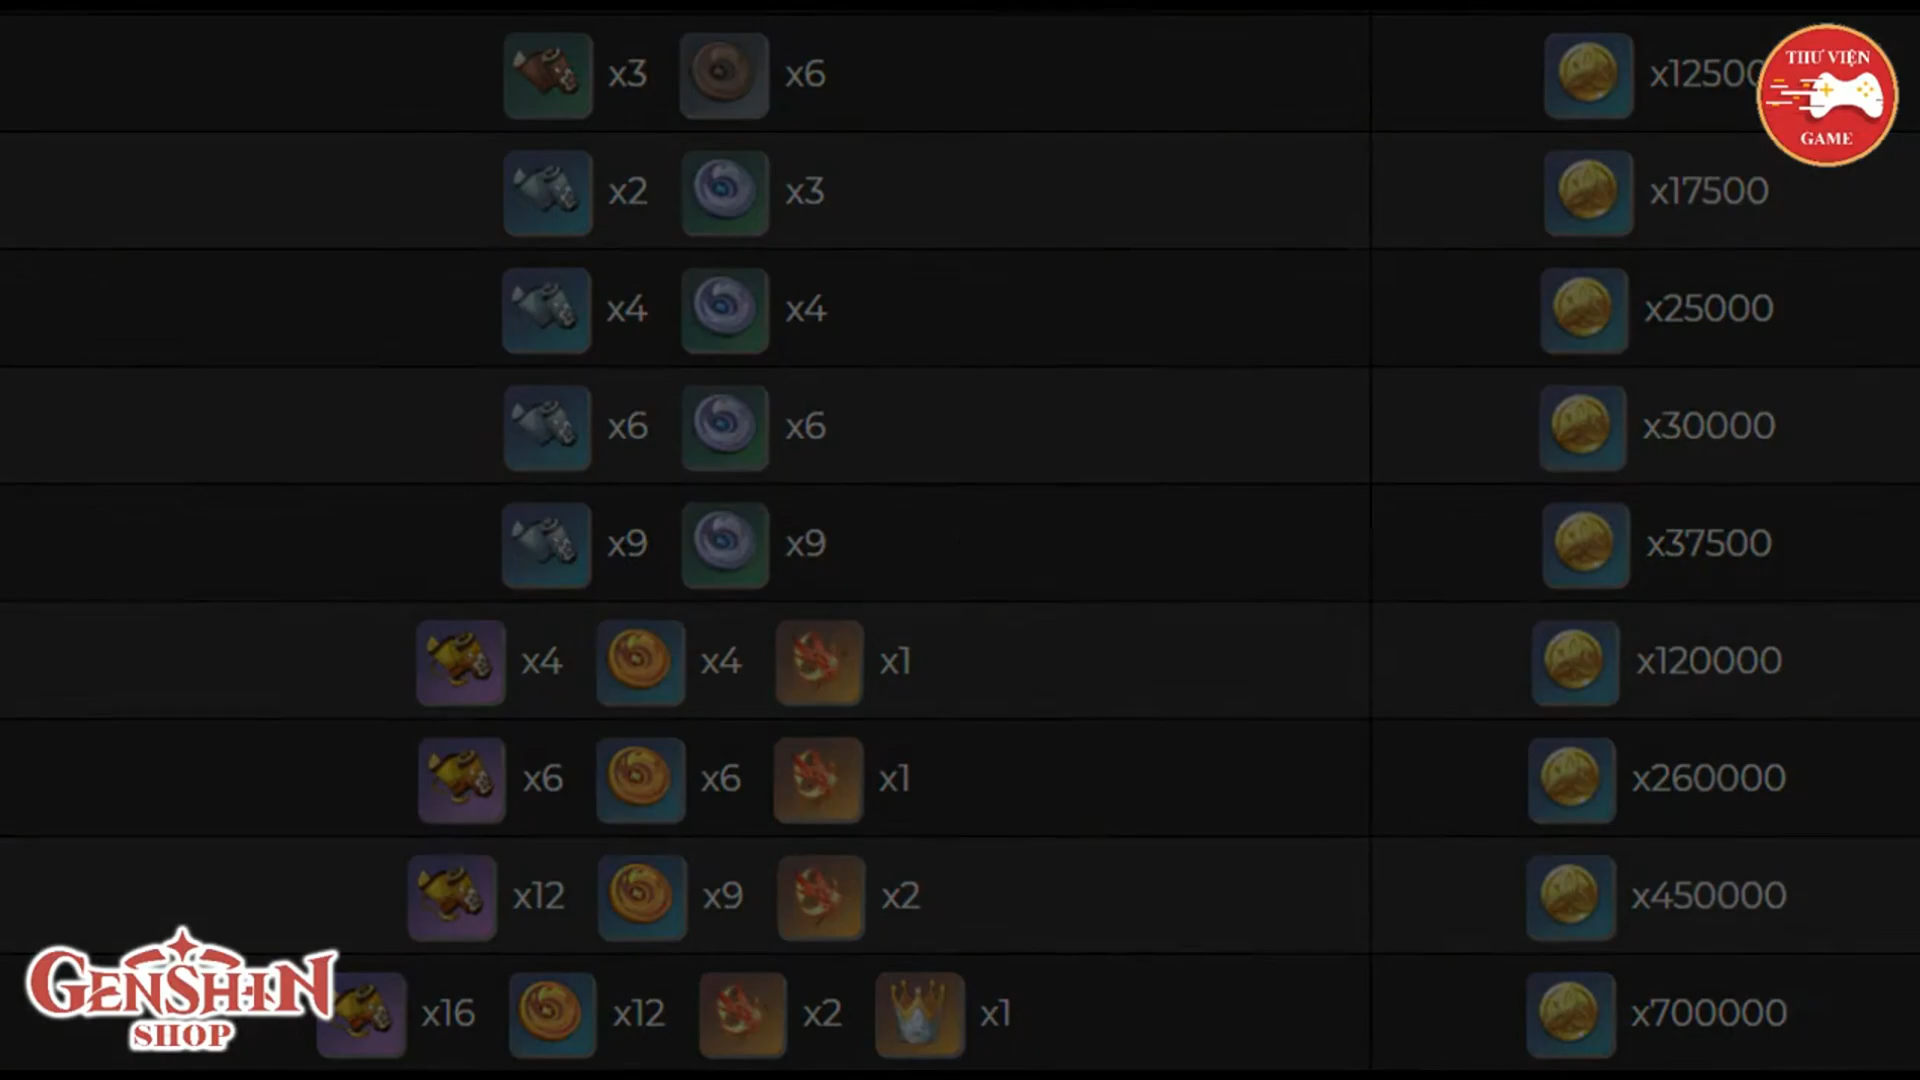 x3 x6 x12500
THƯ VIỆN
GAME
x2 x3 x17500
x4 x4 x25000
x6 x6 x30000
x9 x9 x37500
x4 x4 x1 x120000
x6 x6 x1 x260000
x12 x9 x2 x450000
GENSHIN
SHOP
x16 x12 x2 x1 x700000